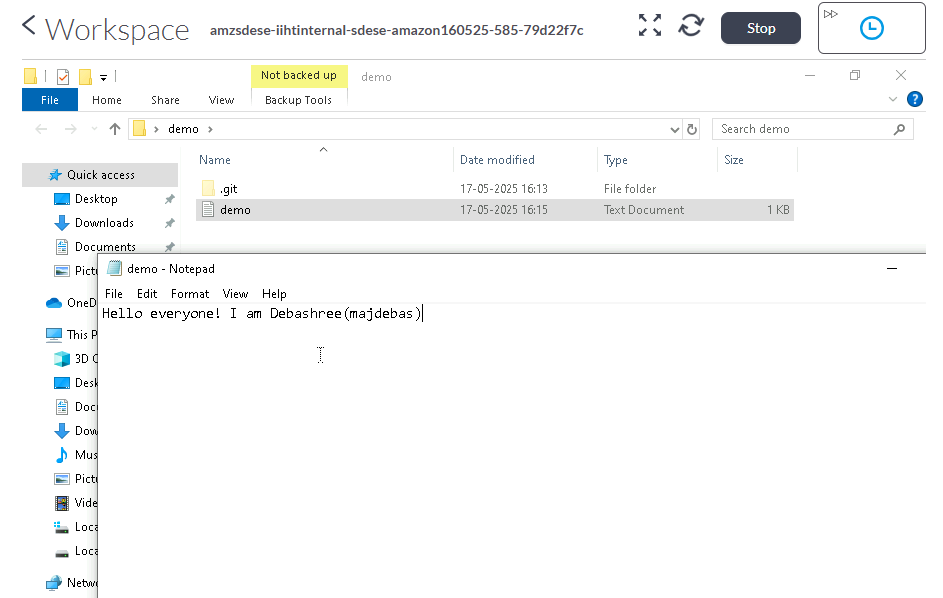 Workspace
amzsdese-iihtinternal-sdese-amazon160525-585-79d22f7c
Stop
Not backed up
demo
File
Home
Share
View
Backup Tools
demo
Search demo
Name
Date modified
Type
Size
Quick access
.git
17-05-2025 16:13
File folder
Desktop
demo
17-05-2025 16:15
Text Document
1 KB
Downloads
Documents
Pictu
demo - Notepad
File Edit Format View Help
OneD
Hello everyone! I am Debashree(majdebas)
This P
3D O
Desk
Docu
Dow
Mus
Pictu
Vide
Loca
Loca
Netwo